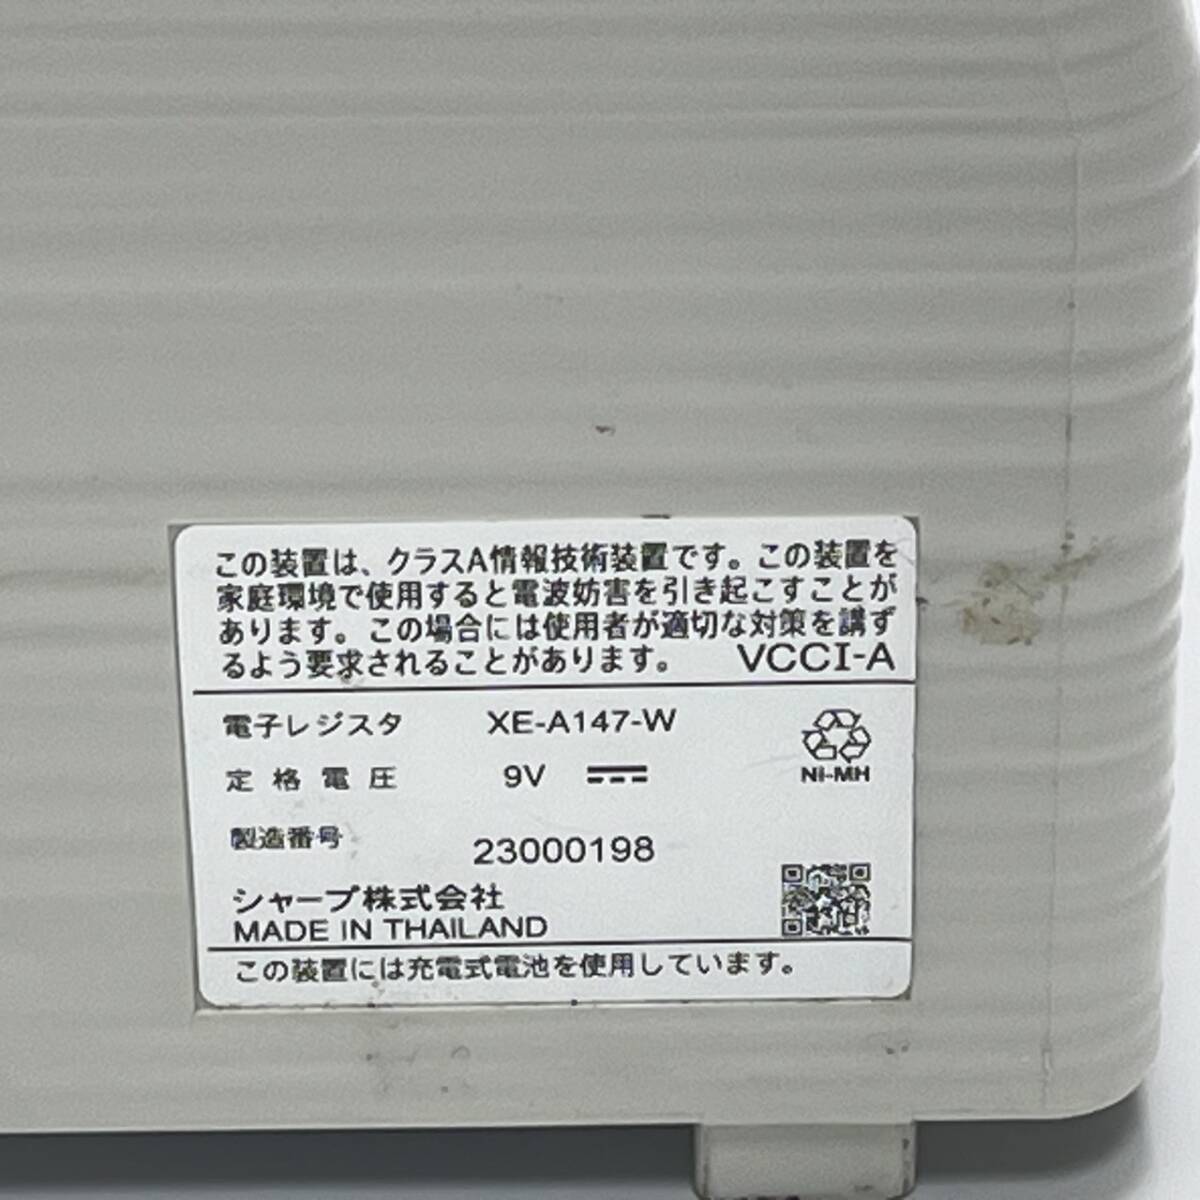 この装置は、クラスA情報技術装置です。この装置を
家庭環境で使用すると電波妨害を引き起こすことが
あります。この場合には使用者が適切な対策を講ず
るよう要求されることがあります。 VCCI-A
電子レジスタ XE-A147-W
定格電圧 9V
Ni-MH
製造番号 23000198
シャープ株式会社
MADE IN THAILAND
この装置には充電式電池を使用しています。